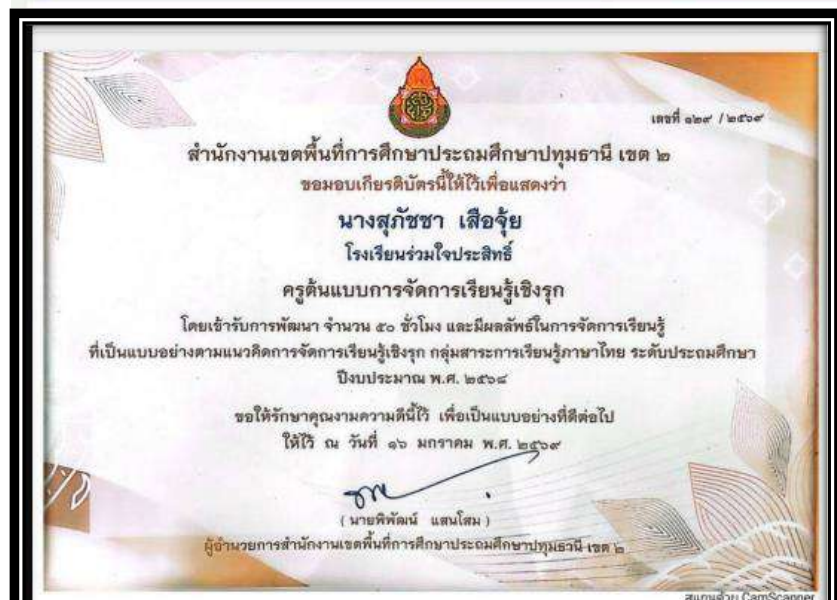 เลขที่ ๑๒๙ / ๒๕๖๙
สำนักงานเขตพื้นที่การศึกษาประถมศึกษาปทุมธานี เขต ๒
ขอมอบเกียรติบัตรนี้ให้ไว้เพื่อแสดงว่า
นางสุภัชชา เสือจุ้ย
โรงเรียนร่วมใจประสิทธิ์
ครูต้นแบบการจัดการเรียนรู้เชิงรุก
โดยเข้ารับการพัฒนา จำนวน ๕๐ ชั่วโมง และมีผลลัพธ์ในการจัดการเรียนรู้
ที่เป็นแบบอย่างตามแนวคิดการจัดการเรียนรู้เชิงรุก กลุ่มสาระการเรียนรู้ภาษาไทย ระดับประถมศึกษา
ปีงบประมาณ พ.ศ. ๒๕๖๘
ขอให้รักษาคุณงามความดีนี้ไว้ เพื่อเป็นแบบอย่างที่ดีต่อไป
ให้ไว้ ณ วันที่ ๑๖ มกราคม พ.ศ. ๒๕๖๙
( นายพิพัฒน์ แสนโสม )
ผู้อำนวยการสำนักงานเขตพื้นที่การศึกษาประถมศึกษาปทุมธานี เขต ๒
สแกนด้วย CamScanner